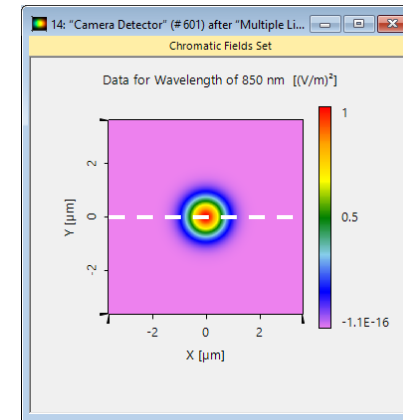 14: "Camera Detector" (#601) after "Multiple Li...
Chromatic Fields Set
Data for Wavelength of 850 nm [(V/m)²]
1
0.5
-1.1E-16
Y [µm]
2
0
-2
-2 0 2
X [µm]